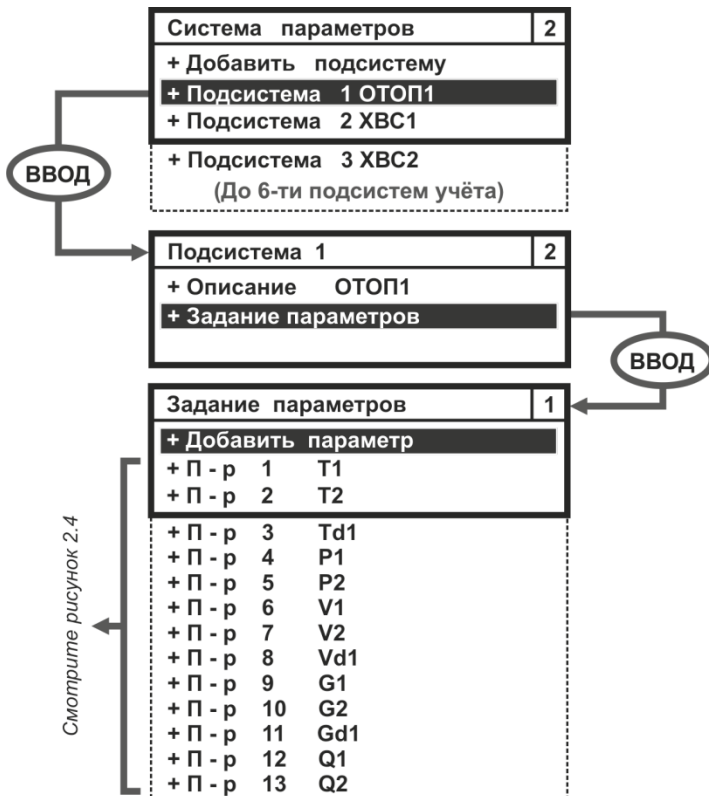 Система параметров 2
+ Добавить подсистему
+ Подсистема 1 ОТОП1
+ Подсистема 2 ХВС1
+ Подсистема 3 ХВС2
(До 6-ти подсистем учёта)
ВВОД
Подсистема 1 2
+ Описание ОТОП1
+ Задание параметров
ВВОД
Задание параметров 1
+ Добавить параметр
+ П - р 1 T1
+ П - р 2 T2
+ П - р 3 Td1
+ П - р 4 P1
+ П - р 5 P2
+ П - р 6 V1
+ П - р 7 V2
+ П - р 8 Vd1
+ П - р 9 G1
+ П - р 10 G2
+ П - р 11 Gd1
+ П - р 12 Q1
+ П - р 13 Q2
Смотрите рисунок 2.4